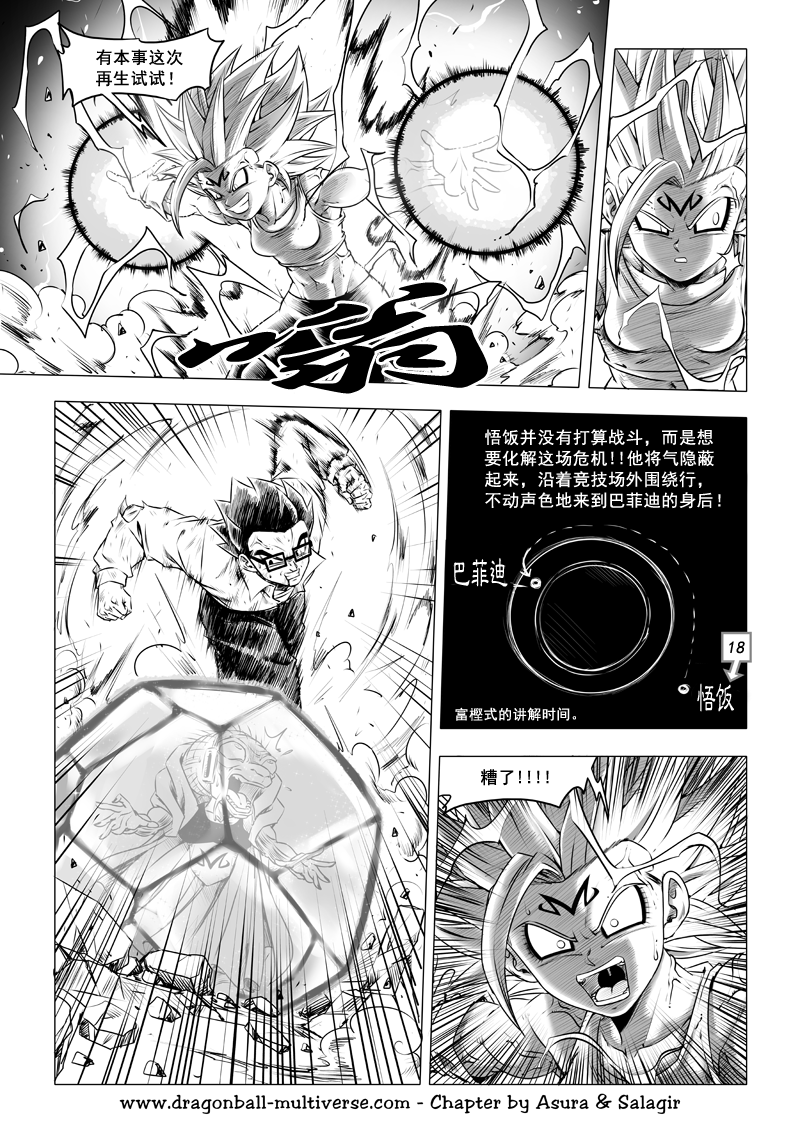 有本事这次
再生试试！
嗡
悟饭并没有打算战斗，而是想
要化解这场危机!!他将气隐蔽
起来，沿着竞技场外围绕行，
不动声色地来到巴菲迪的身后！
巴菲迪
18
悟饭
富樫式的讲解时间。
糟了!!!!
www.dragonball-multiverse.com - Chapter by Asura & Salagir